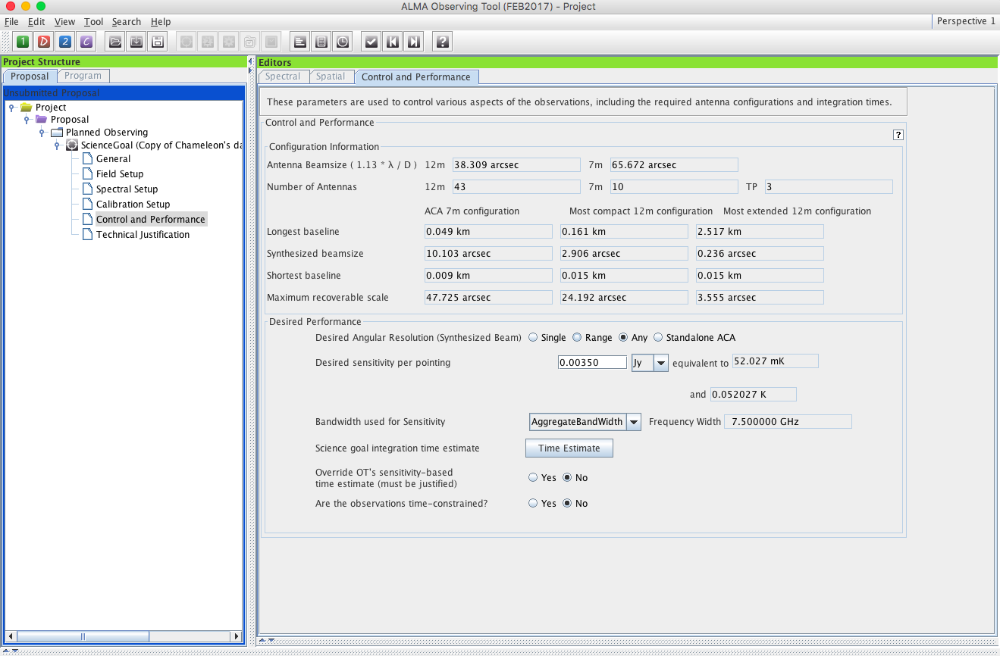 ALMA Observing Tool (FEB2017) - Project
File Edit View Tool Search Help
Perspective 1
1 D 2 C ?
Project Structure
Proposal Program
Unsubmitted Proposal
Project
Proposal
Planned Observing
ScienceGoal (Copy of Chameleon's da
General
Field Setup
Spectral Setup
Calibration Setup
Control and Performance
Technical Justification
Editors
Spectral Spatial Control and Performance
These parameters are used to control various aspects of the observations, including the required antenna configurations and integration times.
Control and Performance
?
Configuration Information
Antenna Beamsize ( 1.13 * λ / D ) 12m 38.309 arcsec 7m 65.672 arcsec
Number of Antennas 12m 43 7m 10 TP 3
ACA 7m configuration Most compact 12m configuration Most extended 12m configuration
Longest baseline 0.049 km 0.161 km 2.517 km
Synthesized beamsize 10.103 arcsec 2.906 arcsec 0.236 arcsec
Shortest baseline 0.009 km 0.015 km 0.015 km
Maximum recoverable scale 47.725 arcsec 24.192 arcsec 3.555 arcsec
Desired Performance
Desired Angular Resolution (Synthesized Beam) Single Range Any Standalone ACA
Desired sensitivity per pointing 0.00350 Jy equivalent to 52.027 mK
and 0.052027 K
Bandwidth used for Sensitivity AggregateBandWidth Frequency Width 7.500000 GHz
Science goal integration time estimate Time Estimate
Override OT's sensitivity-based
time estimate (must be justified) Yes No
Are the observations time-constrained? Yes No